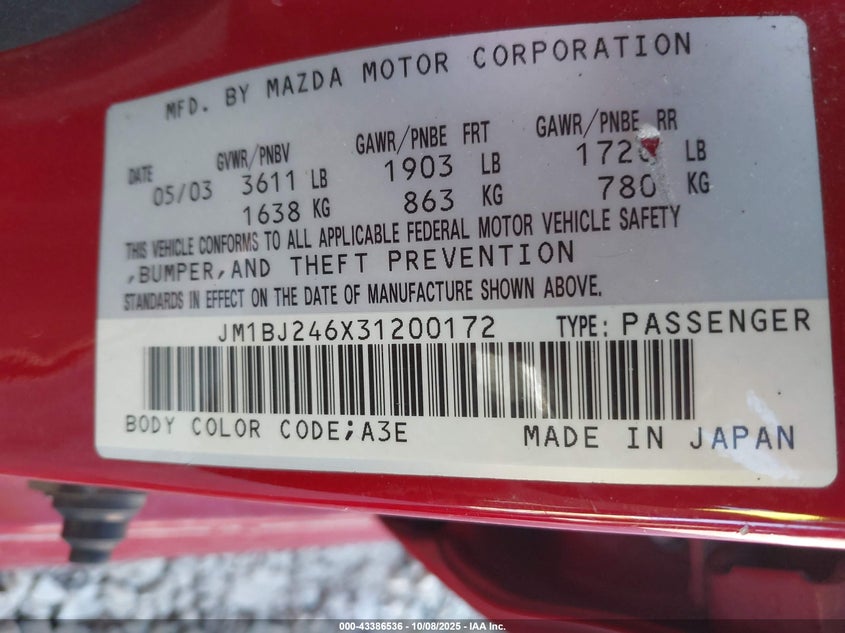 MFD. BY MAZDA MOTOR CORPORATION
DATE GVWR/PNBV GAWR/PNBE FRT GAWR/PNBE RR
05/03 3611 LB 1903 LB LB
1638 KG 863 KG 780 KG
THIS VEHICLE CONFORMS TO ALL APPLICABLE FEDERAL MOTOR VEHICLE SAFETY
,BUMPER,AND THEFT PREVENTION
STANDARDS IN EFFECT ON THE DATE OF MANUFACTURE SHOWN ABOVE.
JM1BJ246X31200172 TYPE: PASSENGER
BODY COLOR CODE;A3E MADE IN JAPAN
000-43386536 - 10/08/2025 - IAA Inc.